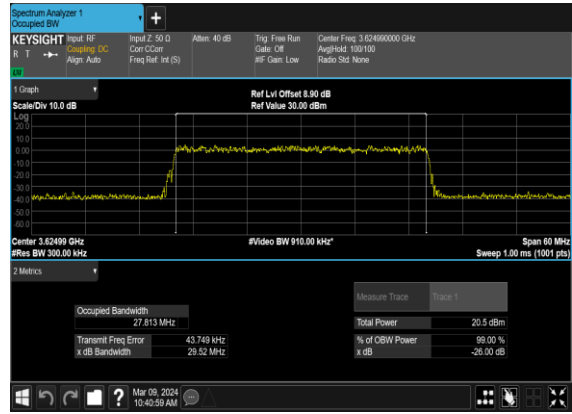 Spectrum Analyzer 1
Occupied BW
+
KEYSIGHT Input: RF Input Z: 50 Ω Atten: 40 dB Trig: Free Run Center Freq: 3.624990000 GHz
R T Coupling: DC Corr CCorr Gate: Off Avg|Hold: 100/100
Align: Auto Freq Ref: Int (S) #IF Gain: Low Radio Std: None
LW
1 Graph
Ref Lvl Offset 8.90 dB
Scale/Div 10.0 dB Ref Value 30.00 dBm
Log
20.0
10.0
0.00
-10.0
-20.0
-30.0
-40.0
-50.0
-60.0
Center 3.62499 GHz #Video BW 910.00 kHz* Span 60 MHz
#Res BW 300.00 kHz Sweep 1.00 ms (1001 pts)
2 Metrics
Measure Trace Trace 1
Occupied Bandwidth
27.813 MHz Total Power 20.5 dBm
Transmit Freq Error 43.749 kHz % of OBW Power 99.00 %
x dB Bandwidth 29.52 MHz x dB -26.00 dB
? Mar 09, 2024
10:40:59 AM